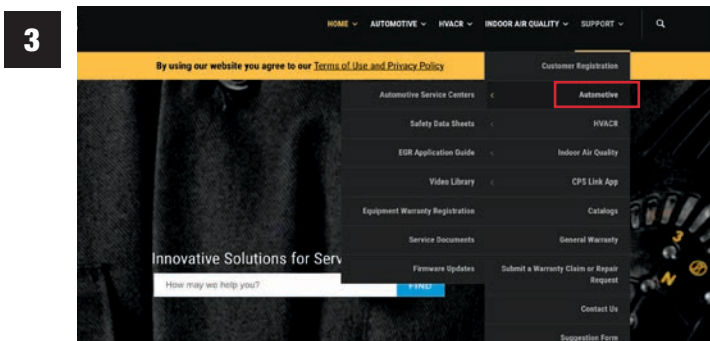 3
HOME AUTOMOTIVE HVACR INDOOR AIR QUALITY SUPPORT
By using our website you agree to our Terms of Use and Privacy Policy
Customer Registration
Automotive Service Centers
Automotive
Safety Data Sheets
HVACR
EGR Application Guide
Indoor Air Quality
Video Library
CPS Link App
Equipment Warranty Registration
Catalogs
Service Documents
General Warranty
Innovative Solutions for Serv
Firmware Updates
Submit a Warranty Claim or Repair
Request
How may we help you?
FIND
Contact Us
Suggestion Form
3
N